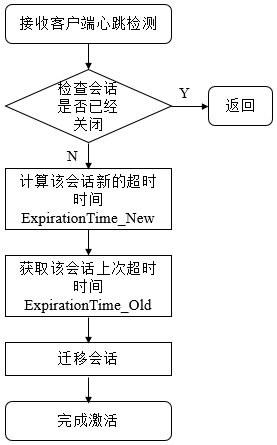 接收客户端心跳检测
检查会话
是否已经
关闭
Y
返回
N
计算该会话新的超时
时间
ExpirationTime_New
获取该会话上次超时
时间
ExpirationTime_Old
迁移会话
完成激活